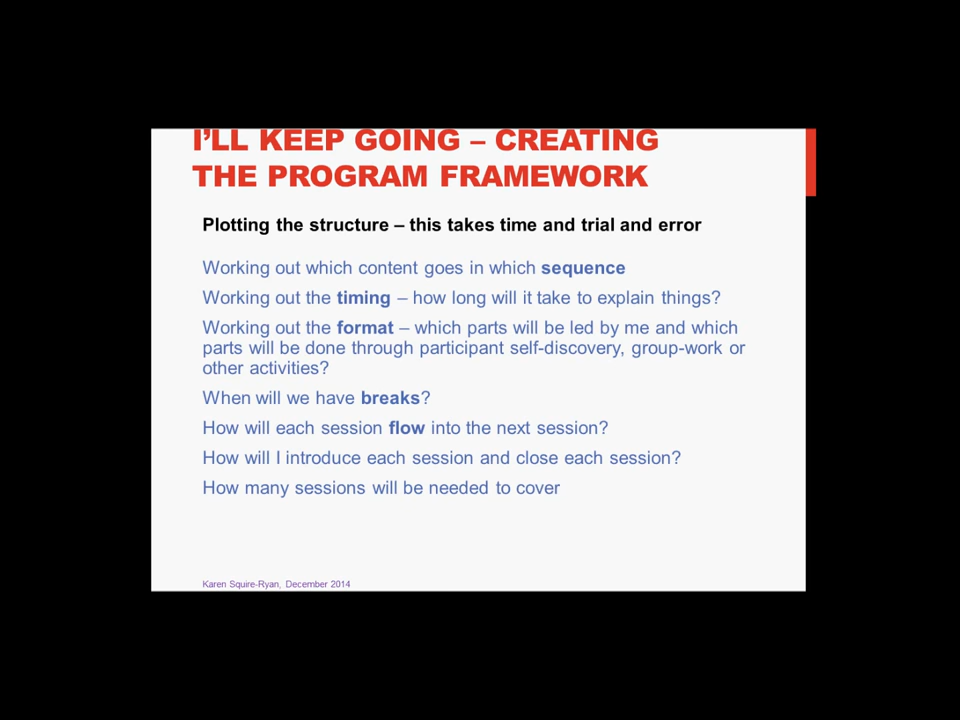 I'LL KEEP GOING – CREATING
THE PROGRAM FRAMEWORK
Plotting the structure – this takes time and trial and error
Working out which content goes in which sequence
Working out the timing – how long will it take to explain things?
Working out the format – which parts will be led by me and which
parts will be done through participant self-discovery, group-work or
other activities?
When will we have breaks?
How will each session flow into the next session?
How will I introduce each session and close each session?
How many sessions will be needed to cover
Karen Squire-Ryan, December 2014